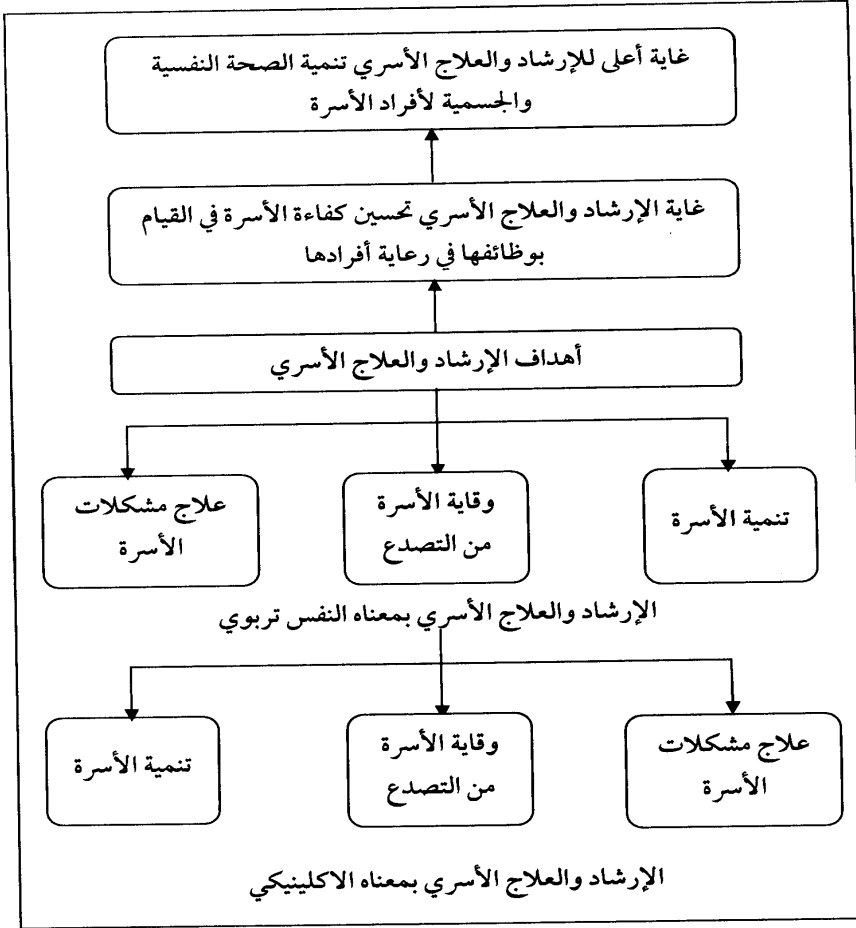 غاية أعلى للإرشاد والعلاج الأسري تنمية الصحة النفسية
والجسمية لأفراد الأسرة
غاية الإرشاد والعلاج الأسري تحسين كفاءة الأسرة في القيام
بوظائفها في رعاية أفرادها
أهداف الإرشاد والعلاج الأسري
تنمية الأسرة
وقاية الأسرة
من التصدع
علاج مشكلات
الأسرة
الإرشاد والعلاج الأسري بمعناه النفس تربوي
علاج مشكلات
الأسرة
وقاية الأسرة
من التصدع
تنمية الأسرة
الإرشاد والعلاج الأسري بمعناه الاكلينيكي